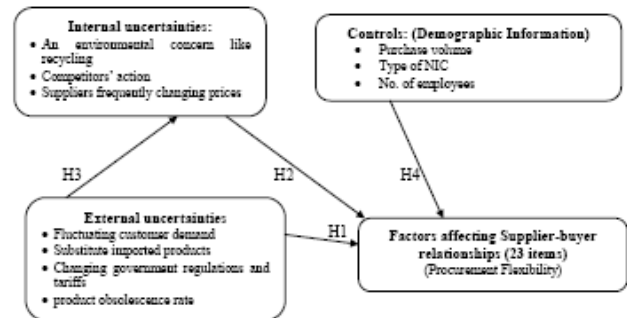 Internal uncertainties:
• An environmental concern like
recycling
• Competitors' action
• Suppliers frequently changing prices
Controls: (Demographic Information)
• Purchase volume
• Type of NIC
• No. of employees
H3
H2
H4
External uncertainties
• Fluctuating customer demand
• Substitute imported products
• Changing government regulations and
tariffs
• product obsolescence rate
H1
Factors affecting Supplier-buyer
relationships (23 items)
(Procurement Flexibility)